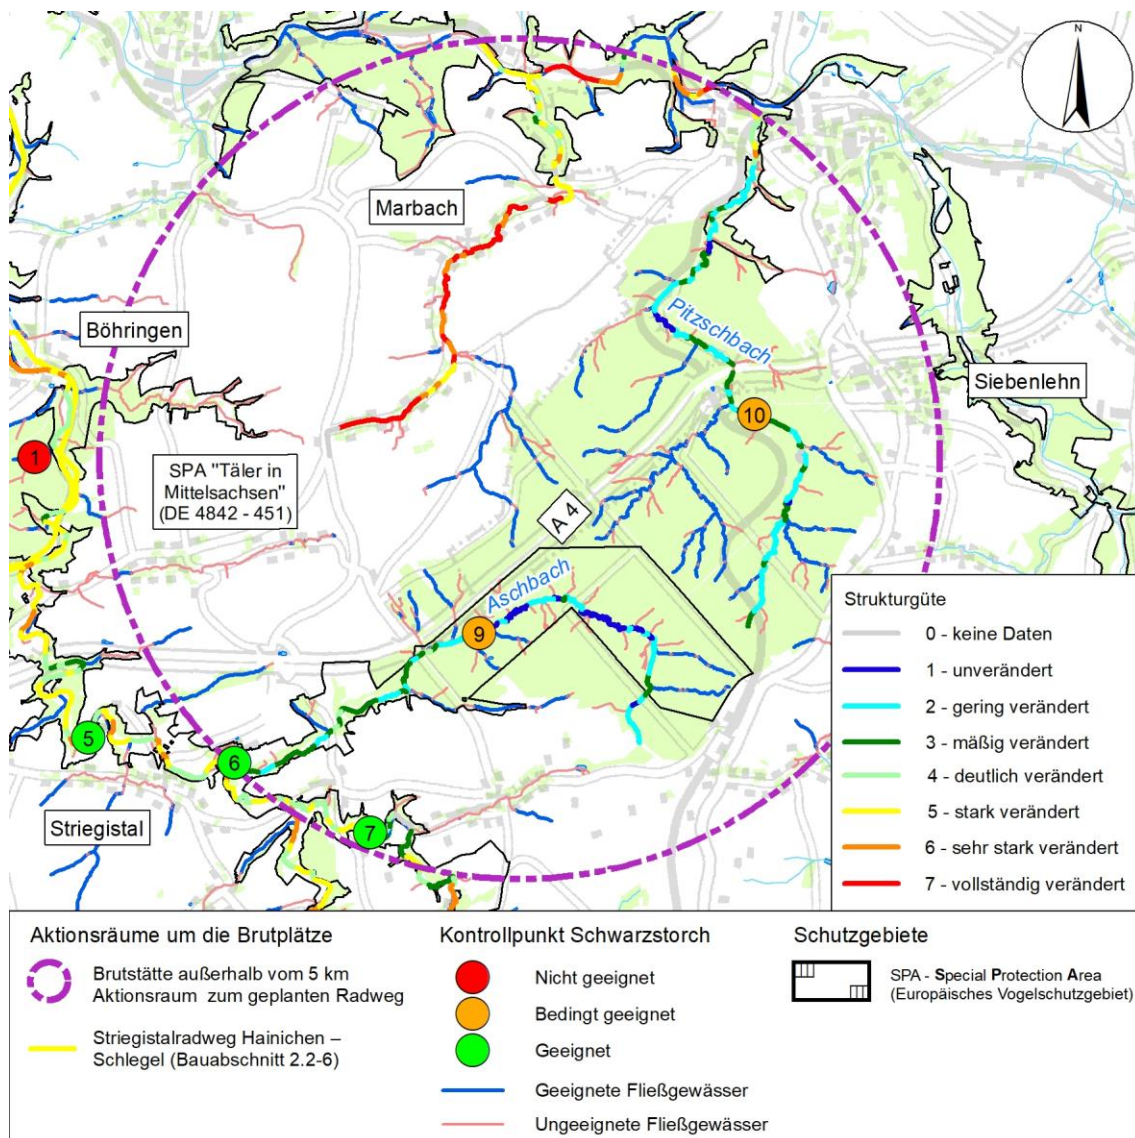 N
Marbach
Böhringen
Pitzschbach
Siebenlehn
10
1
SPA "Täler in
Mittelsachsen"
(DE 4842 - 451)
A 4
Aschbach
9
5
6
7
Striegistal
Strukturgüte
0 - keine Daten
1 - unverändert
2 - gering verändert
3 - mäßig verändert
4 - deutlich verändert
5 - stark verändert
6 - sehr stark verändert
7 - vollständig verändert
Aktionsräume um die Brutplätze
Brutstätte außerhalb vom 5 km
Aktionsraum zum geplanten Radweg
Striegistalradweg Hainichen –
Schlegel (Bauabschnitt 2.2-6)
Kontrollpunkt Schwarzstorch
Nicht geeignet
Bedingt geeignet
Geeignet
Geeignete Fließgewässer
Ungeeignete Fließgewässer
Schutzgebiete
SPA - Special Protection Area
(Europäisches Vogelschutzgebiet)